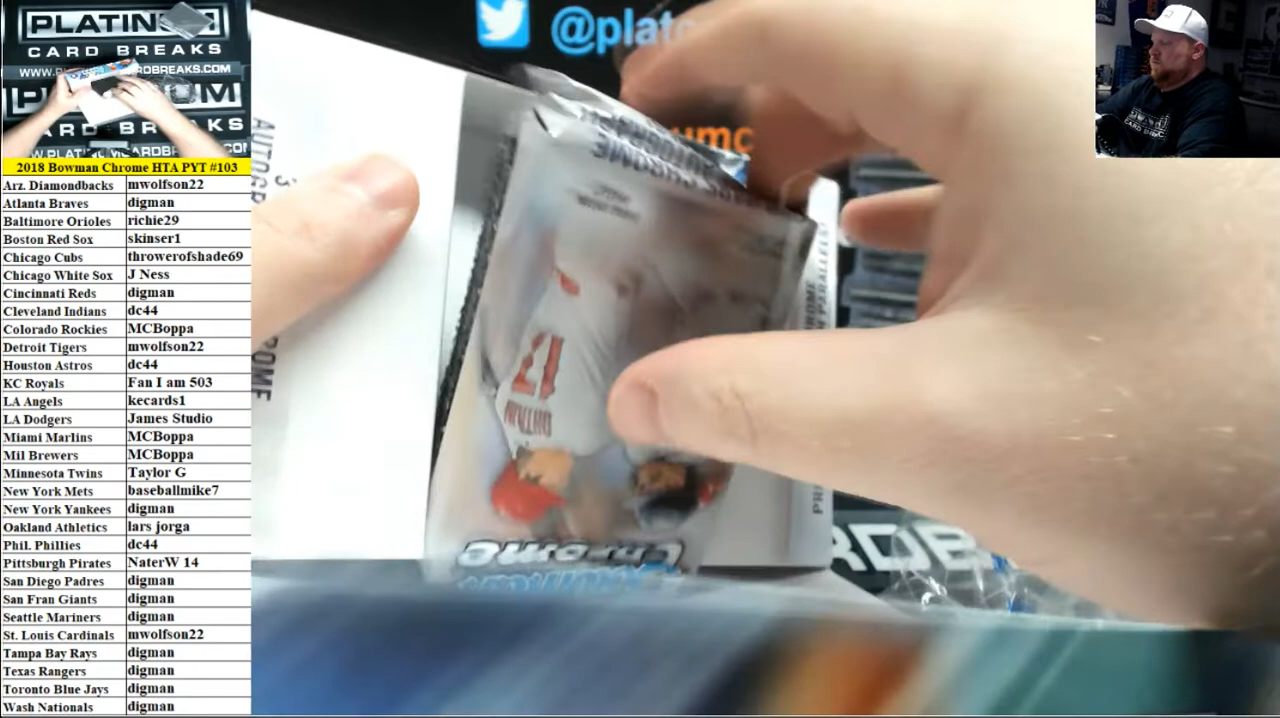 PLATINUM
CARD BREAKS
2018 Bowman Chrome HTA PYT #103
Arz. Diamondbacks mwolfson22
Atlanta Braves digman
Baltimore Orioles richie29
Boston Red Sox skinser1
Chicago Cubs throwerofshade69
Chicago White Sox J Ness
Cincinnati Reds digman
Cleveland Indians dc44
Colorado Rockies MCBoppa
Detroit Tigers mwolfson22
Houston Astros dc44
KC Royals Fan I am 503
LA Angels kecards1
LA Dodgers James Studio
Miami Marlins MCBoppa
Mil Brewers MCBoppa
Minnesota Twins Taylor G
New York Mets baseballmike7
New York Yankees digman
Oakland Athletics lars jorga
Phil. Phillies dc44
Pittsburgh Pirates NaterW 14
San Diego Padres digman
San Fran Giants digman
Seattle Mariners digman
St. Louis Cardinals mwolfson22
Tampa Bay Rays digman
Texas Rangers digman
Toronto Blue Jays digman
Wash Nationals digman
@platc
umc
17
Chrome